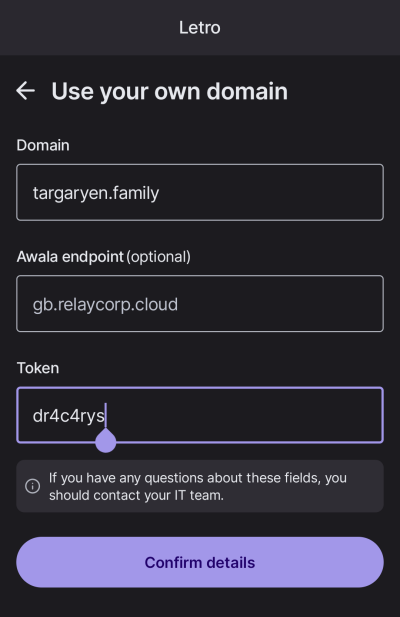 Letro
Use your own domain
Domain
targaryen.family
Awala endpoint (optional)
gb.relaycorp.cloud
Token
dr4c4rys
If you have any questions about these fields, you
should contact your IT team.
Confirm details